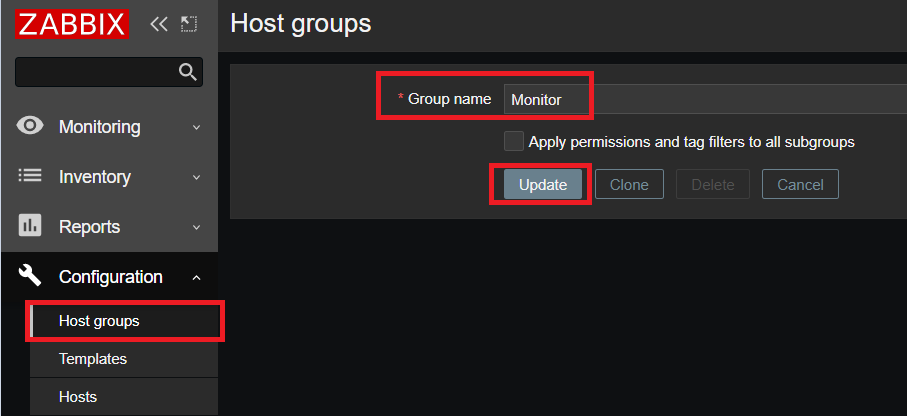 ZABBIX
Host groups
* Group name Monitor
Apply permissions and tag filters to all subgroups
Update Clone Delete Cancel
Monitoring
Inventory
Reports
Configuration
Host groups
Templates
Hosts